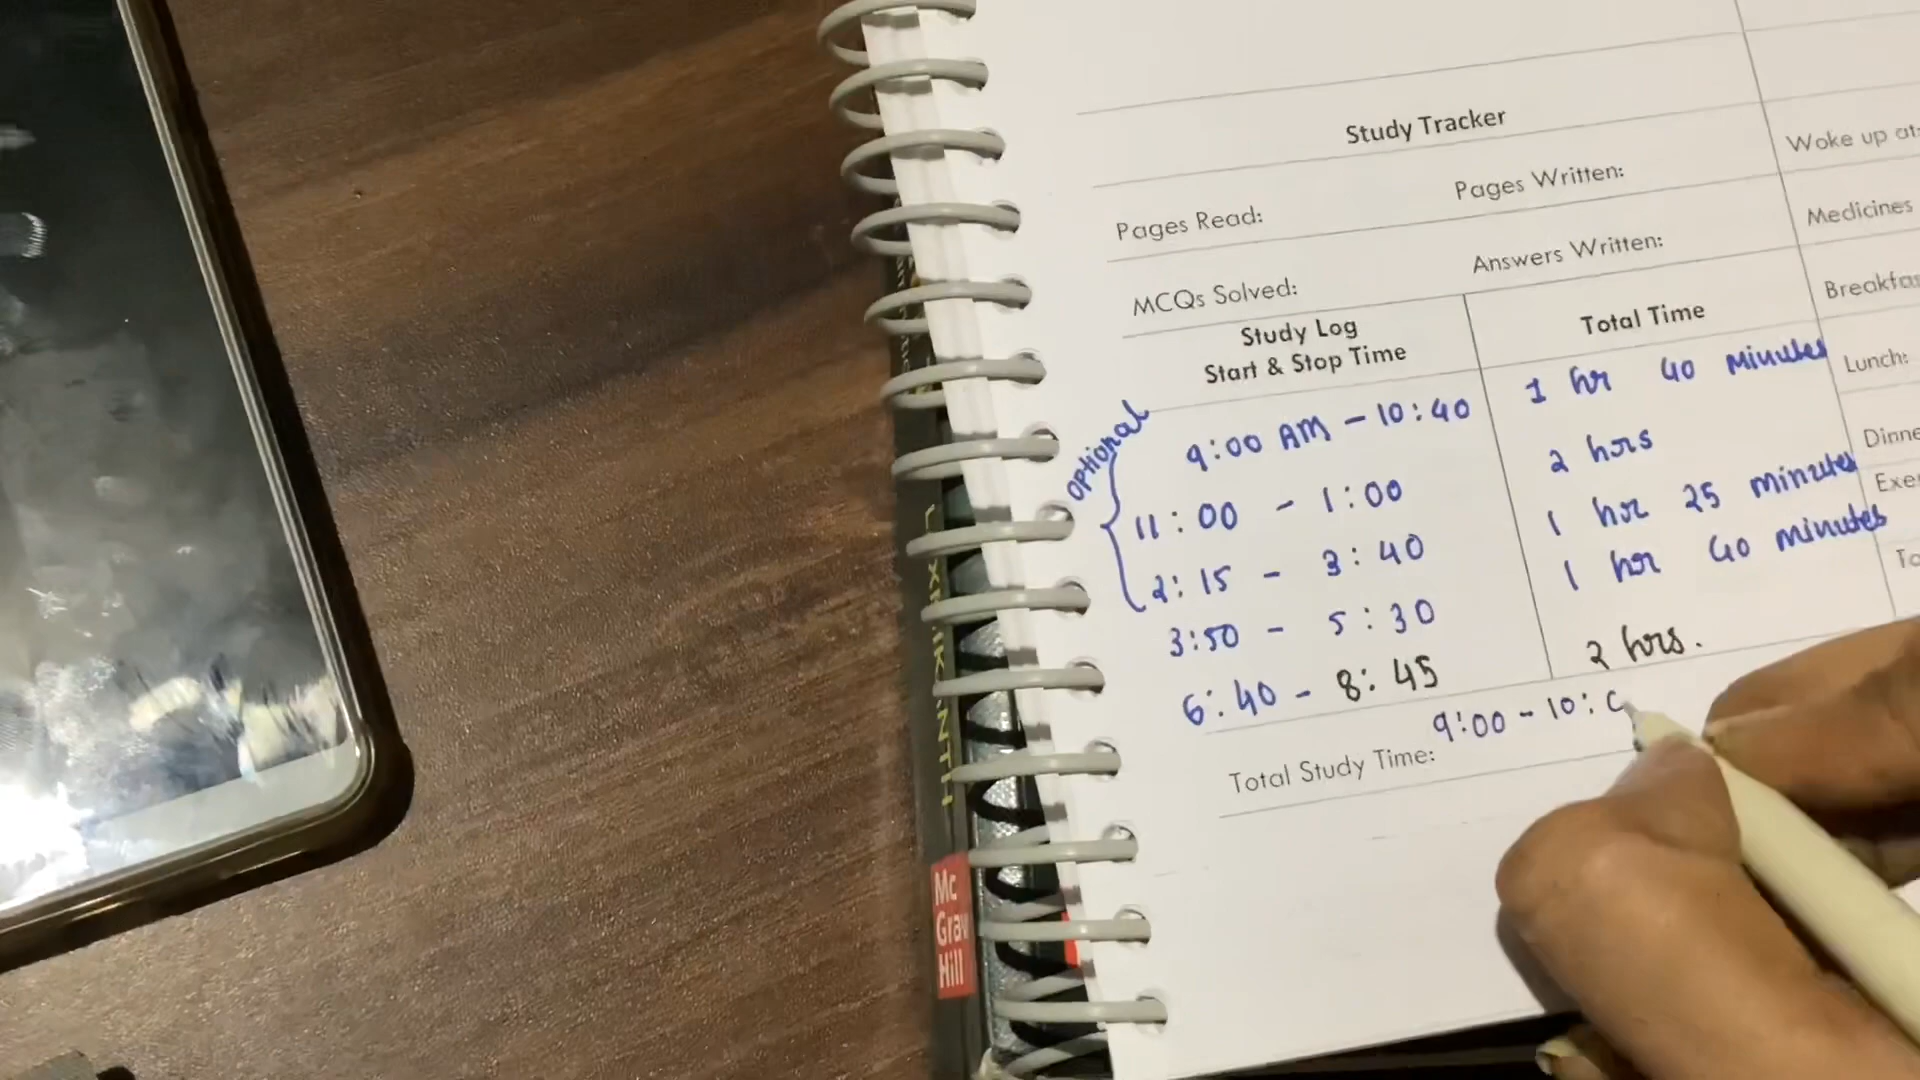 Study Tracker
Pages Read: Pages Written:
MCQs Solved: Answers Written:
Study Log
Start & Stop Time
Total Time
Optional
9:00 AM - 10:40 1 hr 40 minutes
11:00 - 1:00 2 hrs
2:15 - 3:40 1 hr 25 minutes
3:50 - 5:30 1 hr 40 minutes
6:40 - 8:45 2 hrs.
9:00 - 10:
Total Study Time:
Woke up at:
Medicines
Lunch:
Mc
Graw
Hill